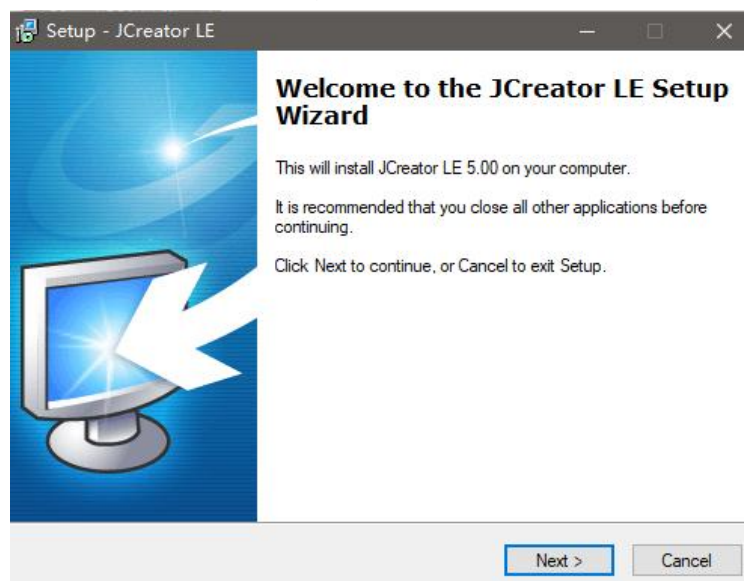 Setup - JCreator LE
Welcome to the JCreator LE Setup
Wizard
This will install JCreator LE 5.00 on your computer.
It is recommended that you close all other applications before
continuing.
Click Next to continue, or Cancel to exit Setup.
Next >
Cancel